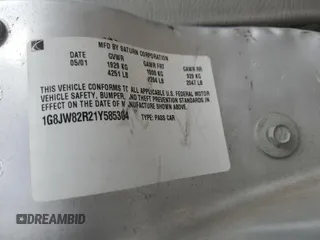 MFD BY SATURN CORPORATION
DATE GVWR GAWR FRT GAWR RR
05/01 1929 KG 1000 KG 929 KG
4251 LB 2204 LB 2047 LB
THIS VEHICLE CONFORMS TO ALL APPLICABLE U.S. FEDERAL MOTOR
VEHICLE SAFETY, BUMPER, AND THEFT PREVENTION STANDARDS IN
EFFECT ON THE DATE OF MANUFACTURE SHOWN ABOVE.
1G8JW82R21Y585304
TYPE: PASS CAR
DREAMBID